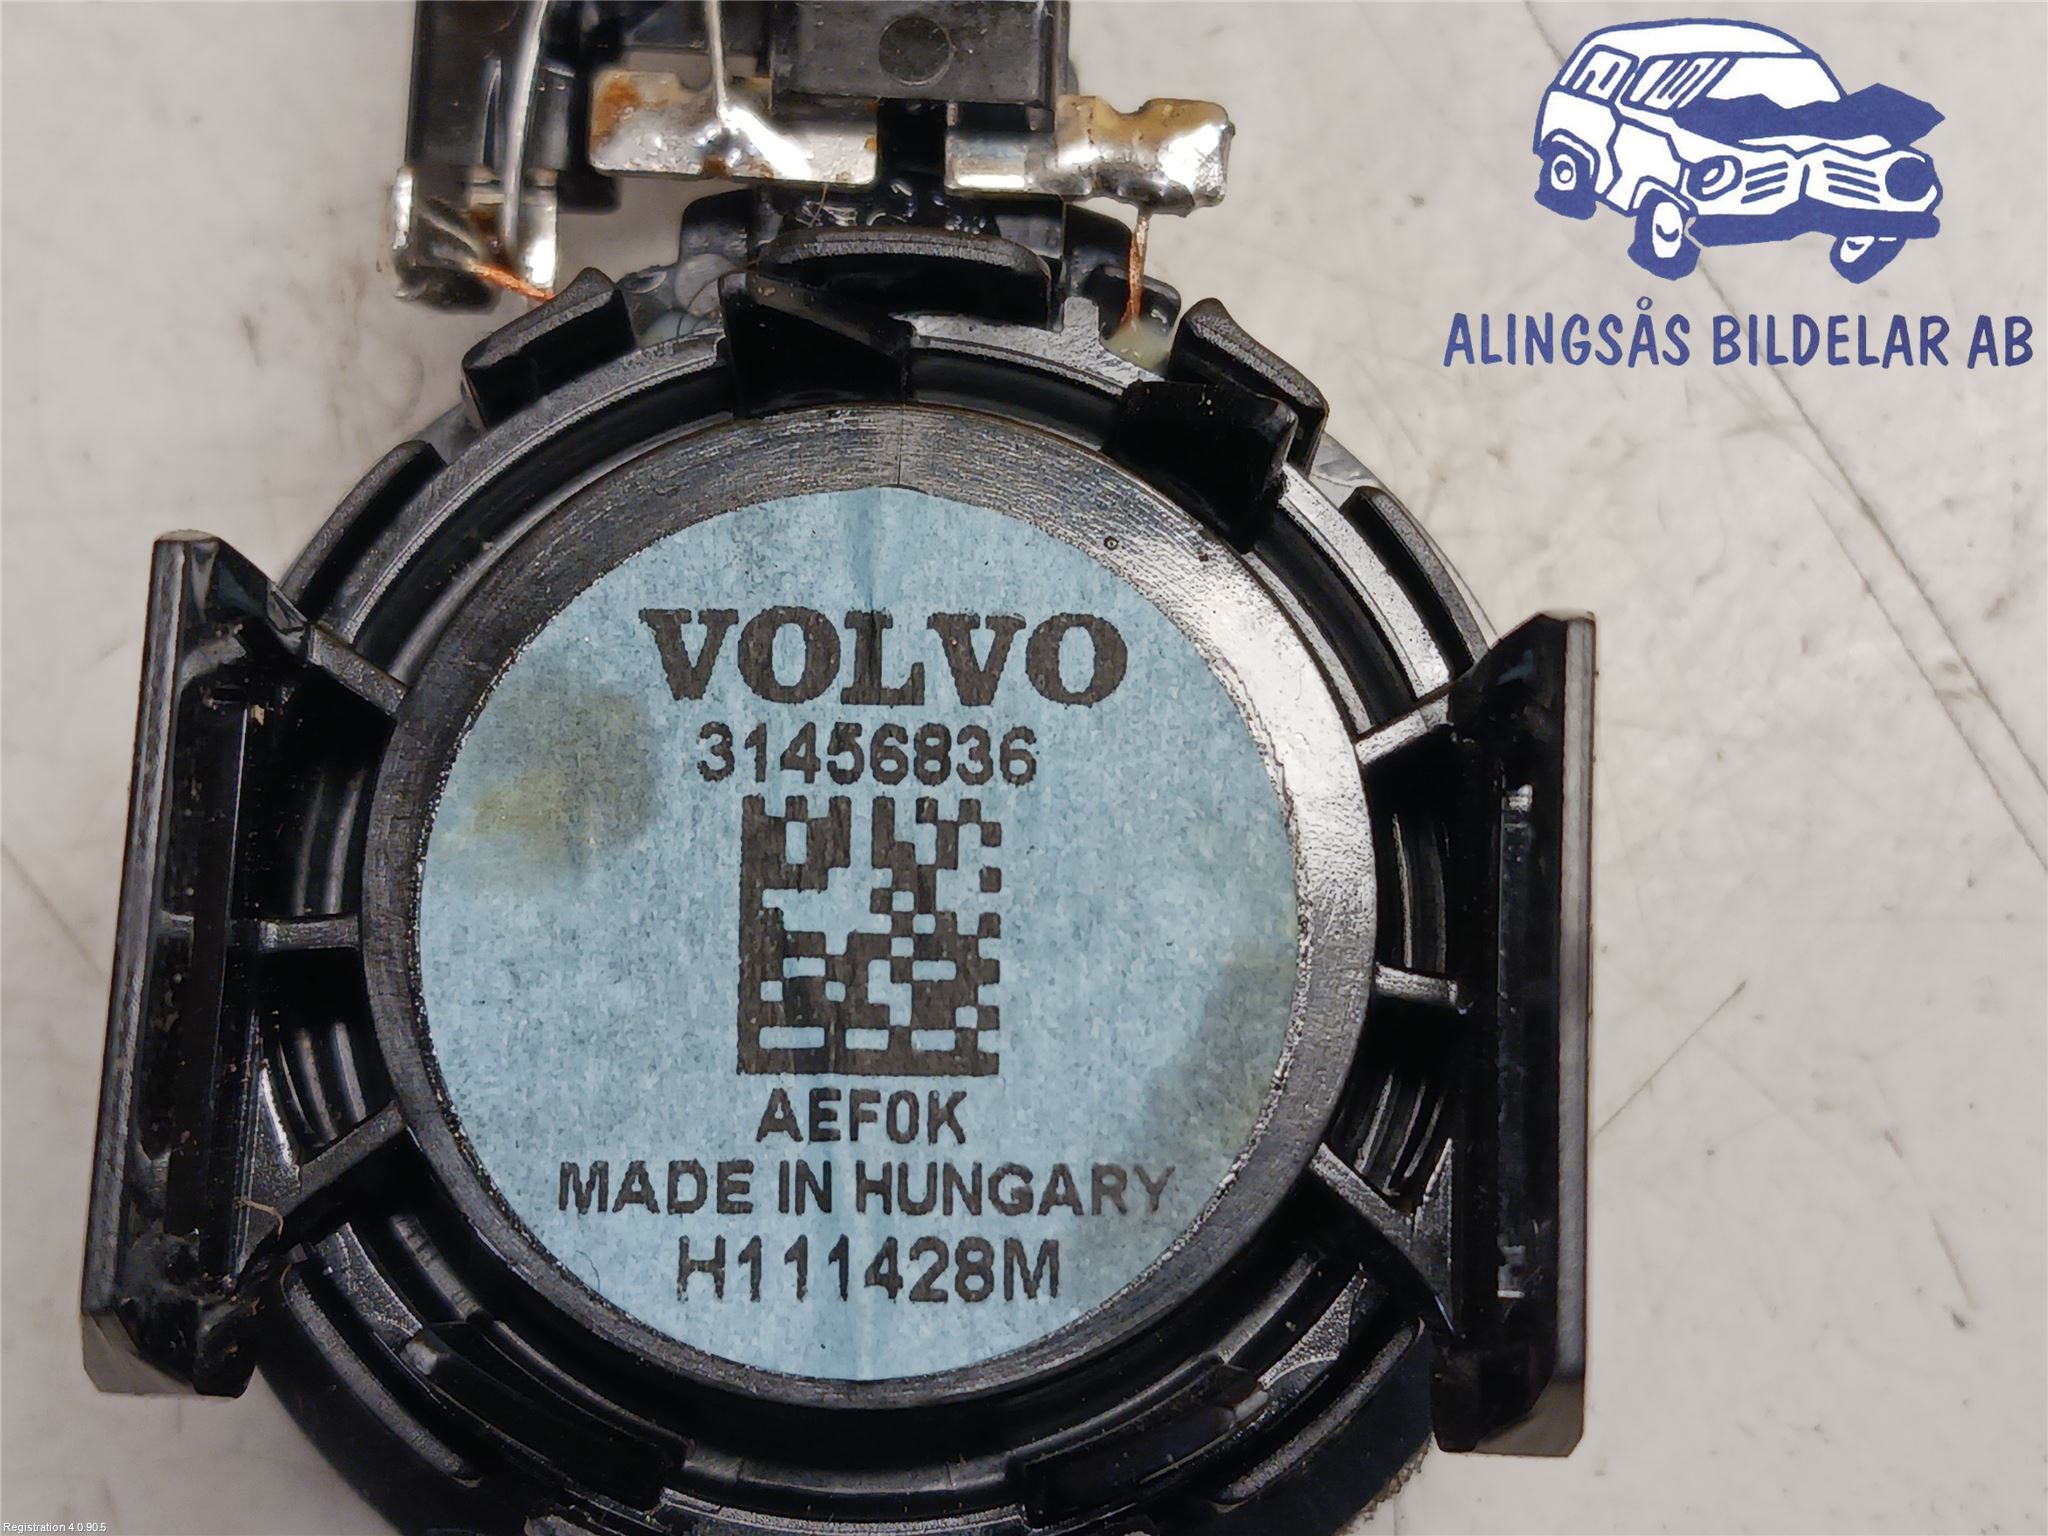 ALINGSÅS BILDELAR AB
VOLVO
31456836
AEF0K
MADE IN HUNGARY
H111428M
Registration 4.0.90.5